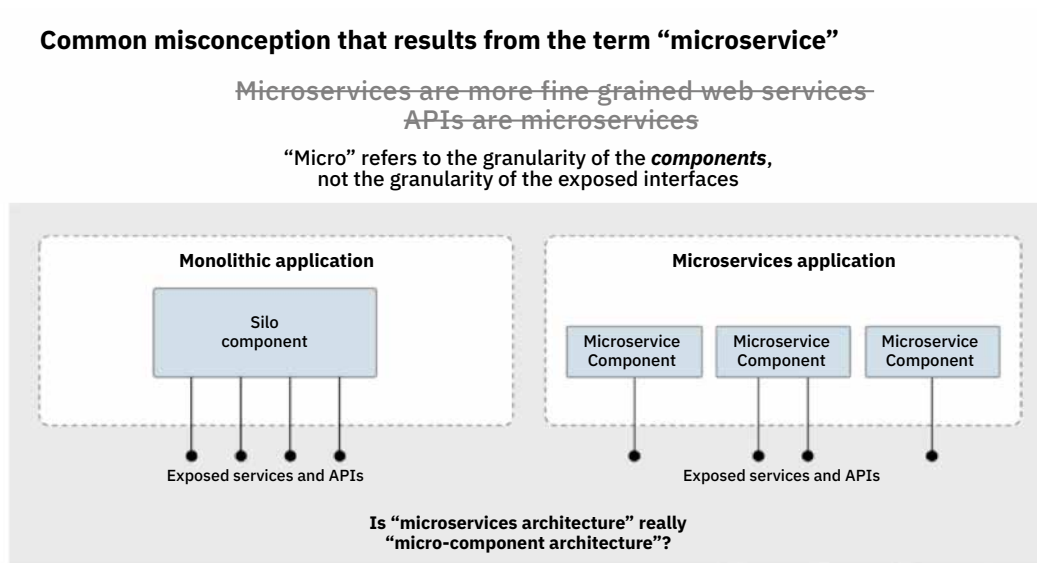 Common misconception that results from the term “microservice”
Microservices are more fine grained web services
APIs are microservices
“Micro” refers to the granularity of the components,
not the granularity of the exposed interfaces
Monolithic application
Silo
component
Exposed services and APIs
Microservices application
Microservice
Component
Microservice
Component
Microservice
Component
Exposed services and APIs
Is “microservices architecture” really
“micro-component architecture”?